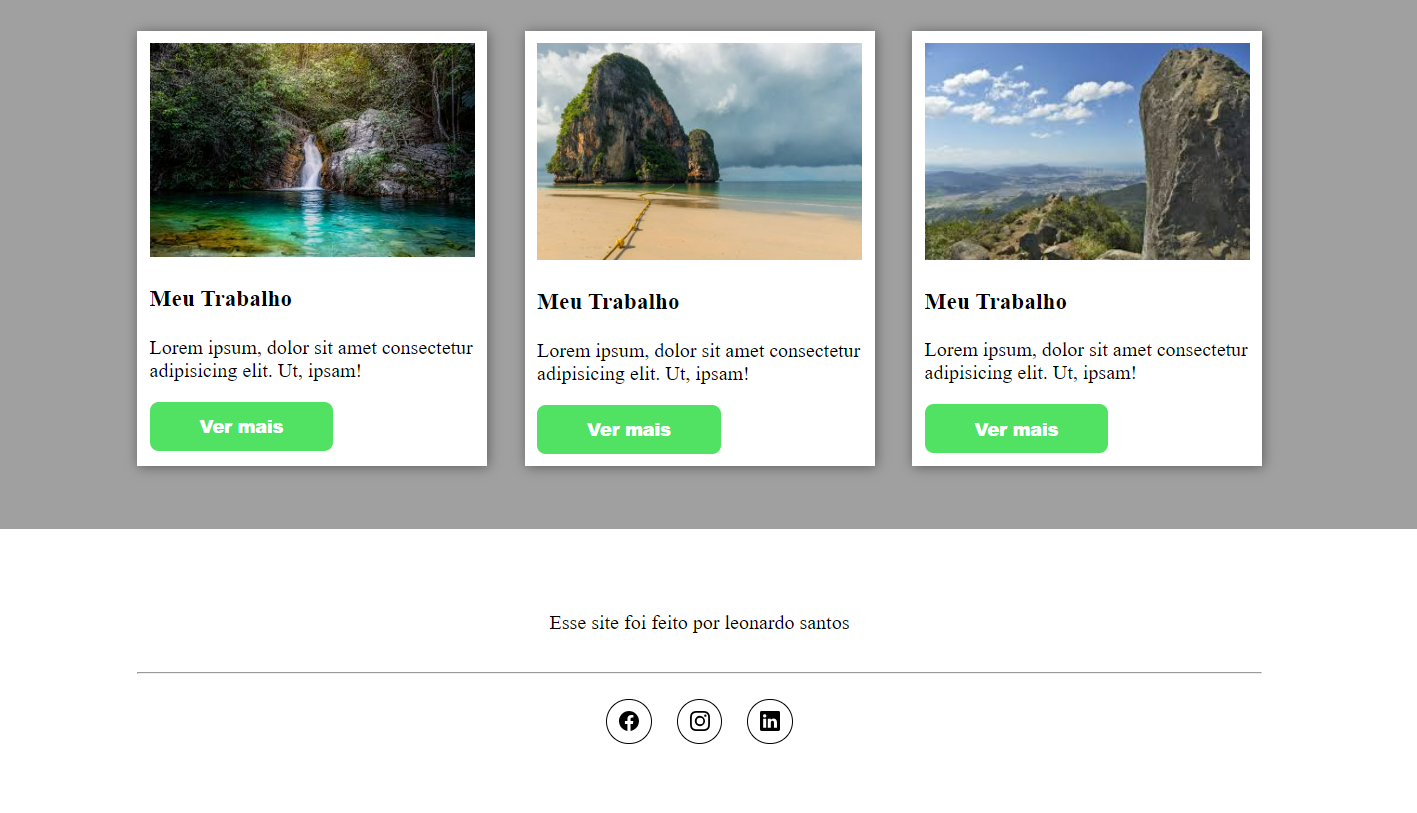 Meu Trabalho
Lorem ipsum, dolor sit amet consectetur
adipisicing elit. Ut, ipsam!
Ver mais
Meu Trabalho
Lorem ipsum, dolor sit amet consectetur
adipisicing elit. Ut, ipsam!
Ver mais
Meu Trabalho
Lorem ipsum, dolor sit amet consectetur
adipisicing elit. Ut, ipsam!
Ver mais
Esse site foi feito por leonardo santos